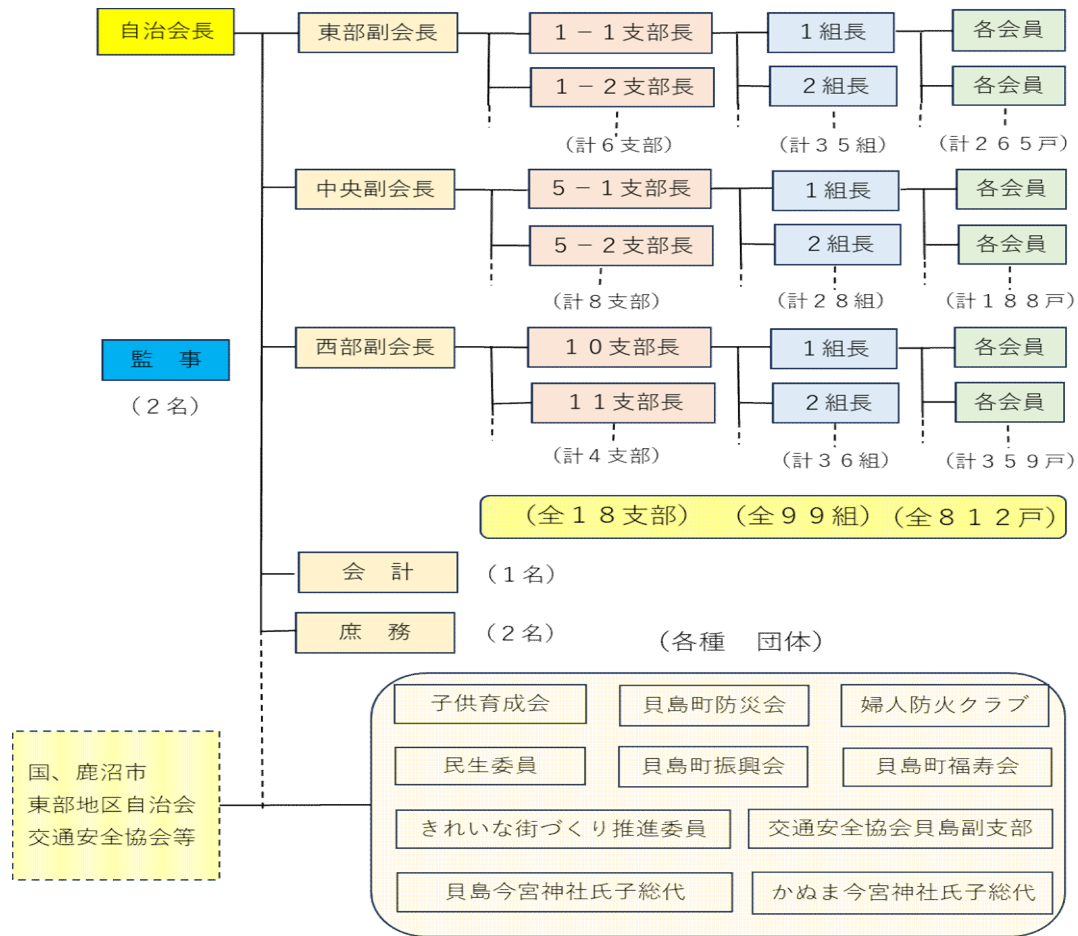 自治会長
東部副会長
１－１支部長
１組長
各会員
１－２支部長
２組長
各会員
（計６支部）
（計３５組）
（計２６５戸）
中央副会長
５－１支部長
１組長
各会員
５－２支部長
２組長
各会員
（計８支部）
（計２８組）
（計１８８戸）
監　事
（２名）
西部副会長
１０支部長
１組長
各会員
１１支部長
２組長
各会員
（計４支部）
（計３６組）
（計３５９戸）
（全１８支部）　（全９９組）（全８１２戸）
会　計
（１名）
庶　務
（２名）
（各種　団体）
子供育成会
貝島町防災会
婦人防火クラブ
民生委員
貝島町振興会
貝島町福寿会
国、鹿沼市
東部地区自治会
交通安全協会等
きれいな街づくり推進委員
交通安全協会貝島副支部
貝島今宮神社氏子総代
かぬま今宮神社氏子総代